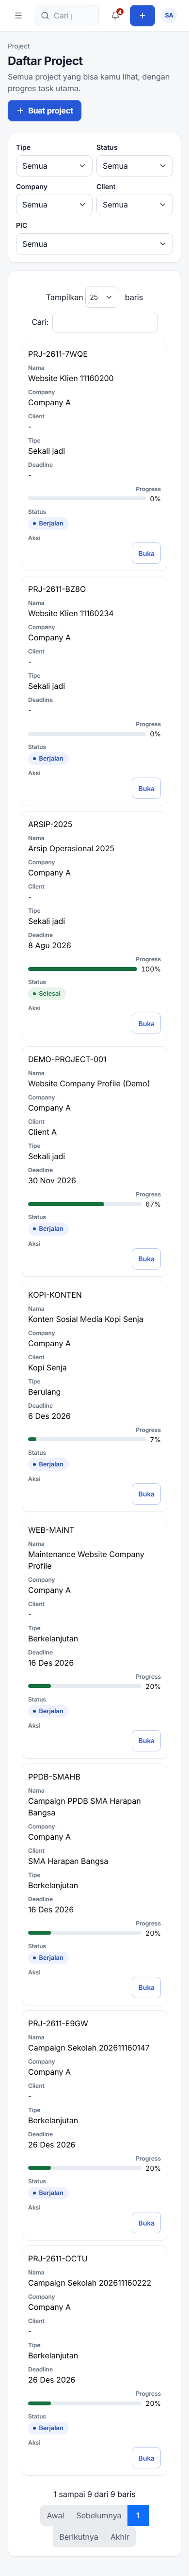 Cari
4
+
SA
Project
Daftar Project
Semua project yang bisa kamu lihat, dengan
progres task utama.
+ Buat project
Tipe Status
Semua Semua
Company Client
Semua Semua
PIC
Semua
Tampilkan 25 baris
Cari:
PRJ-2611-7WQE
Nama
Website Klien 11160200
Company
Company A
Client
-
Tipe
Sekali jadi
Deadline
-
Progress
0%
Status
Berjalan
Aksi
Buka
PRJ-2611-BZ8O
Nama
Website Klien 11160234
Company
Company A
Client
-
Tipe
Sekali jadi
Deadline
-
Progress
0%
Status
Berjalan
Aksi
Buka
ARSIP-2025
Nama
Arsip Operasional 2025
Company
Company A
Client
-
Tipe
Sekali jadi
Deadline
8 Agu 2026
Progress
100%
Status
Selesai
Aksi
Buka
DEMO-PROJECT-001
Nama
Website Company Profile (Demo)
Company
Company A
Client
Client A
Tipe
Sekali jadi
Deadline
30 Nov 2026
Progress
67%
Status
Berjalan
Aksi
Buka
KOPI-KONTEN
Nama
Konten Sosial Media Kopi Senja
Company
Company A
Client
Kopi Senja
Tipe
Berulang
Deadline
6 Des 2026
Progress
7%
Status
Berjalan
Aksi
Buka
WEB-MAINT
Nama
Maintenance Website Company
Profile
Company
Company A
Client
-
Tipe
Berkelanjutan
Deadline
16 Des 2026
Progress
20%
Status
Berjalan
Aksi
Buka
PPDB-SMAHB
Nama
Campaign PPDB SMA Harapan
Bangsa
Company
Company A
Client
SMA Harapan Bangsa
Tipe
Berkelanjutan
Deadline
16 Des 2026
Progress
20%
Status
Berjalan
Aksi
Buka
PRJ-2611-E9GW
Nama
Campaign Sekolah 202611160147
Company
Company A
Client
-
Tipe
Berkelanjutan
Deadline
26 Des 2026
Progress
20%
Status
Berjalan
Aksi
Buka
PRJ-2611-OCTU
Nama
Campaign Sekolah 202611160222
Company
Company A
Client
-
Tipe
Berkelanjutan
Deadline
26 Des 2026
Progress
20%
Status
Berjalan
Aksi
Buka
1 sampai 9 dari 9 baris
Awal Sebelumnya 1
Berikutnya Akhir